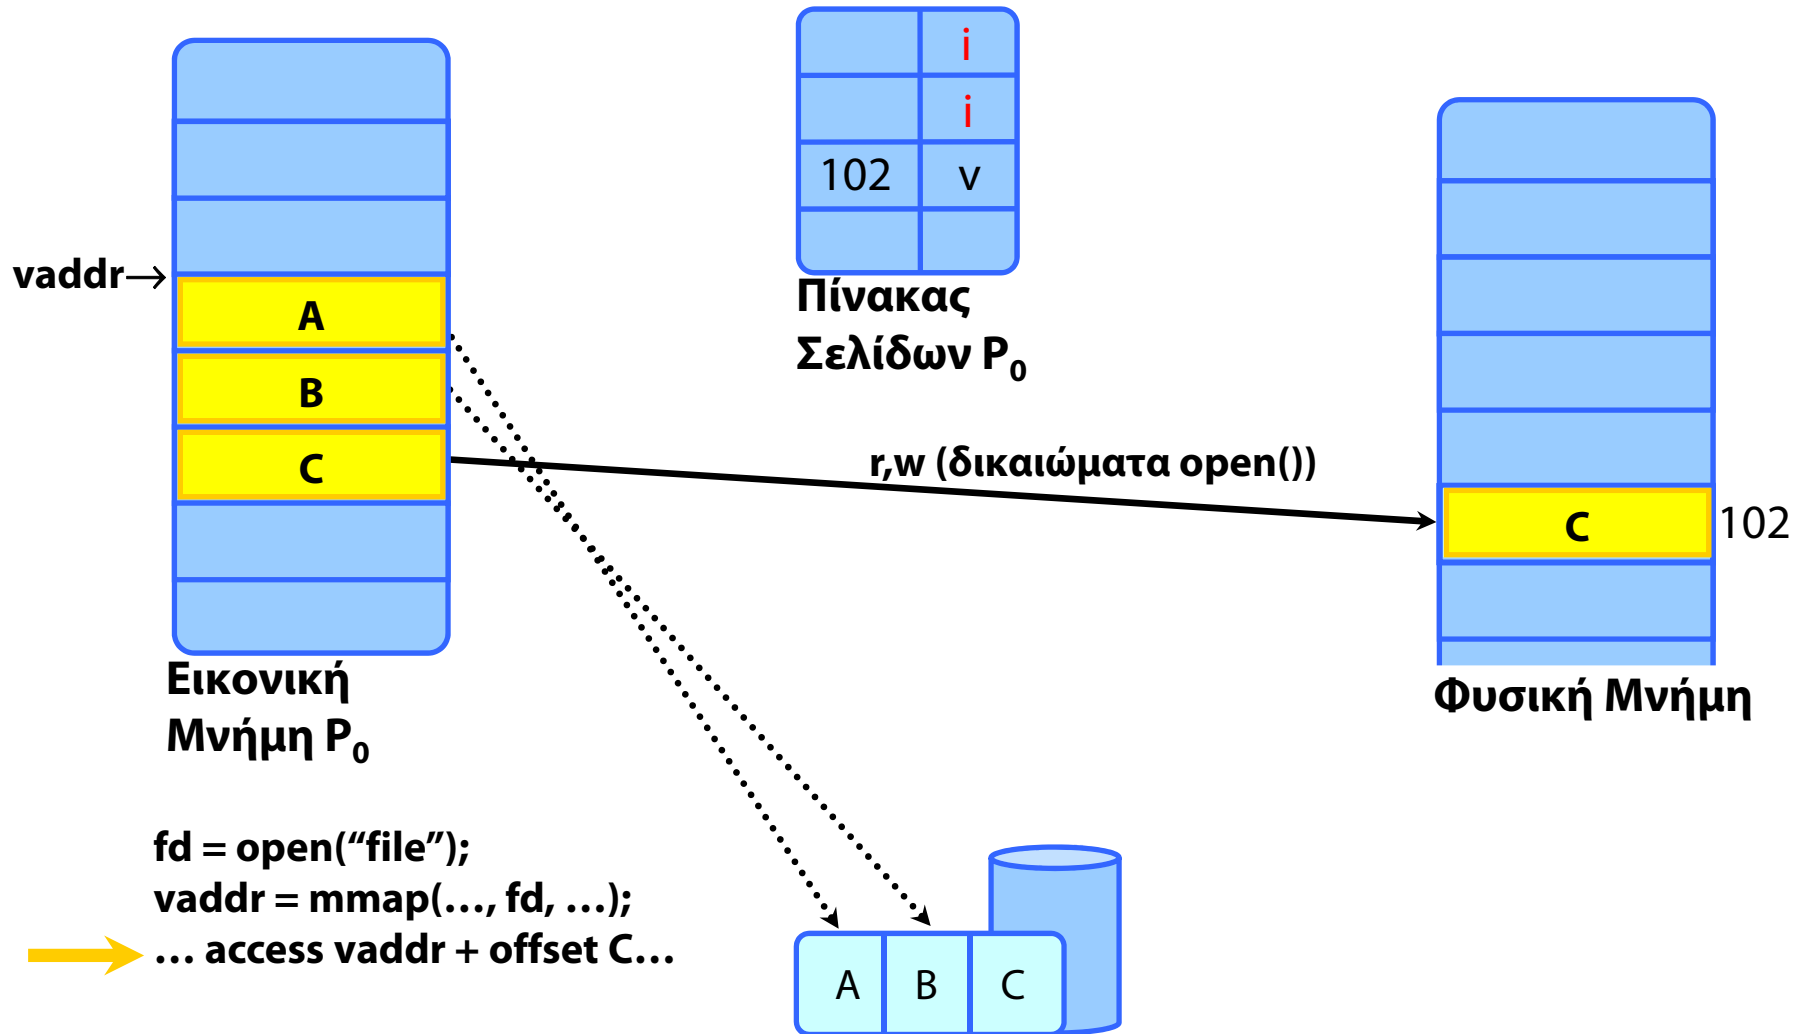 i
i
102 v
Πίνακας
Σελίδων P₀
vaddr→
A
B
C
r,w (δικαιώματα open())
C 102
Εικονική
Μνήμη P₀
Φυσική Μνήμη
fd = open(“file”);
vaddr = mmap(…, fd, …);
… access vaddr + offset C…
A B C